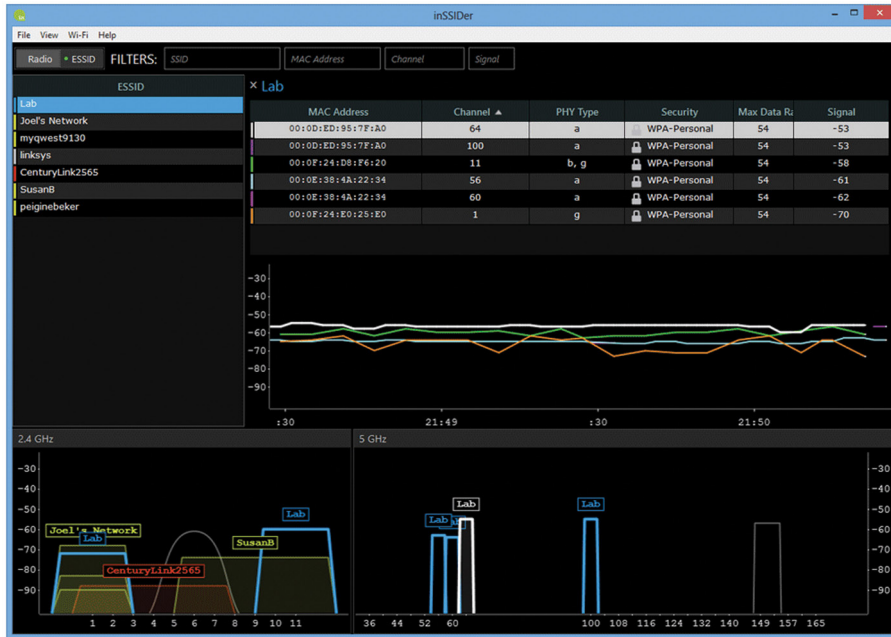 inSSIDer
File View Wi-Fi Help
Radio • ESSID FILTERS: SSID MAC Address Channel Signal
ESSID
Lab
Joel's Network
myqwest9130
linksys
CenturyLink2565
SusanB
peiginebeker
× Lab
MAC Address Channel PHY Type Security Max Data Ra Signal
00:0D:ED:95:7F:A0 64 a WPA-Personal 54 -53
00:0D:ED:95:7F:A0 100 a WPA-Personal 54 -53
00:0F:24:D8:F6:20 11 b, g WPA-Personal 54 -58
00:0E:38:4A:22:34 56 a WPA-Personal 54 -61
00:0E:38:4A:22:34 60 a WPA-Personal 54 -62
00:0F:24:E0:25:E0 1 g WPA-Personal 54 -70
-30
-40
-50
-60
-70
-80
-90
:30 21:49 :30 21:50
2.4 GHz
-30
-40
-50
-60
-70
-80
-90
Lab
Joel's Network
Lab
SusanB
CenturyLink2565
1 2 3 4 5 6 7 8 9 10 11
5 GHz
Lab
Lab
Lab
-30
-40
-50
-60
-70
-80
-90
36 44 52 60 100 108 116 124 132 140 149 157 165